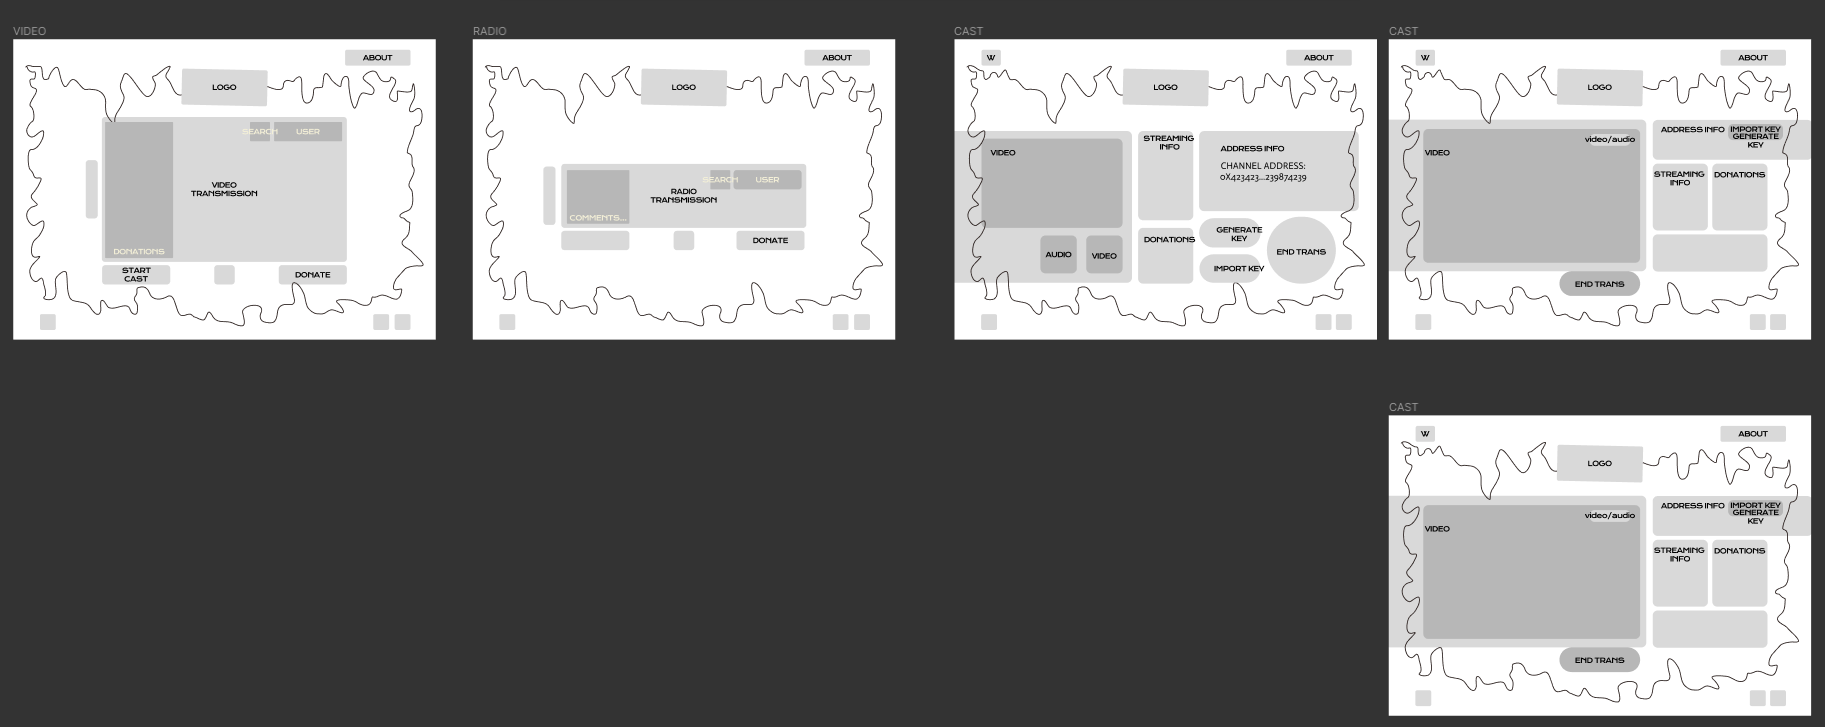 VIDEO
ABOUT
LOGO
SEARCH
USER
VIDEO
TRANSMISSION
DONATIONS
START
CAST
DONATE
RADIO
ABOUT
LOGO
SEARCH
USER
RADIO
TRANSMISSION
COMMENTS...
DONATE
CAST
W
ABOUT
LOGO
VIDEO
STREAMING
INFO
ADDRESS INFO
CHANNEL ADDRESS:
0X423423...239874239
AUDIO
VIDEO
DONATIONS
GENERATE
KEY
IMPORT KEY
END TRANS
CAST
W
ABOUT
LOGO
VIDEO
video/audio
ADDRESS INFO
IMPORT KEY
GENERATE
KEY
STREAMING
INFO
DONATIONS
END TRANS
CAST
W
ABOUT
LOGO
VIDEO
video/audio
ADDRESS INFO
IMPORT KEY
GENERATE
KEY
STREAMING
INFO
DONATIONS
END TRANS